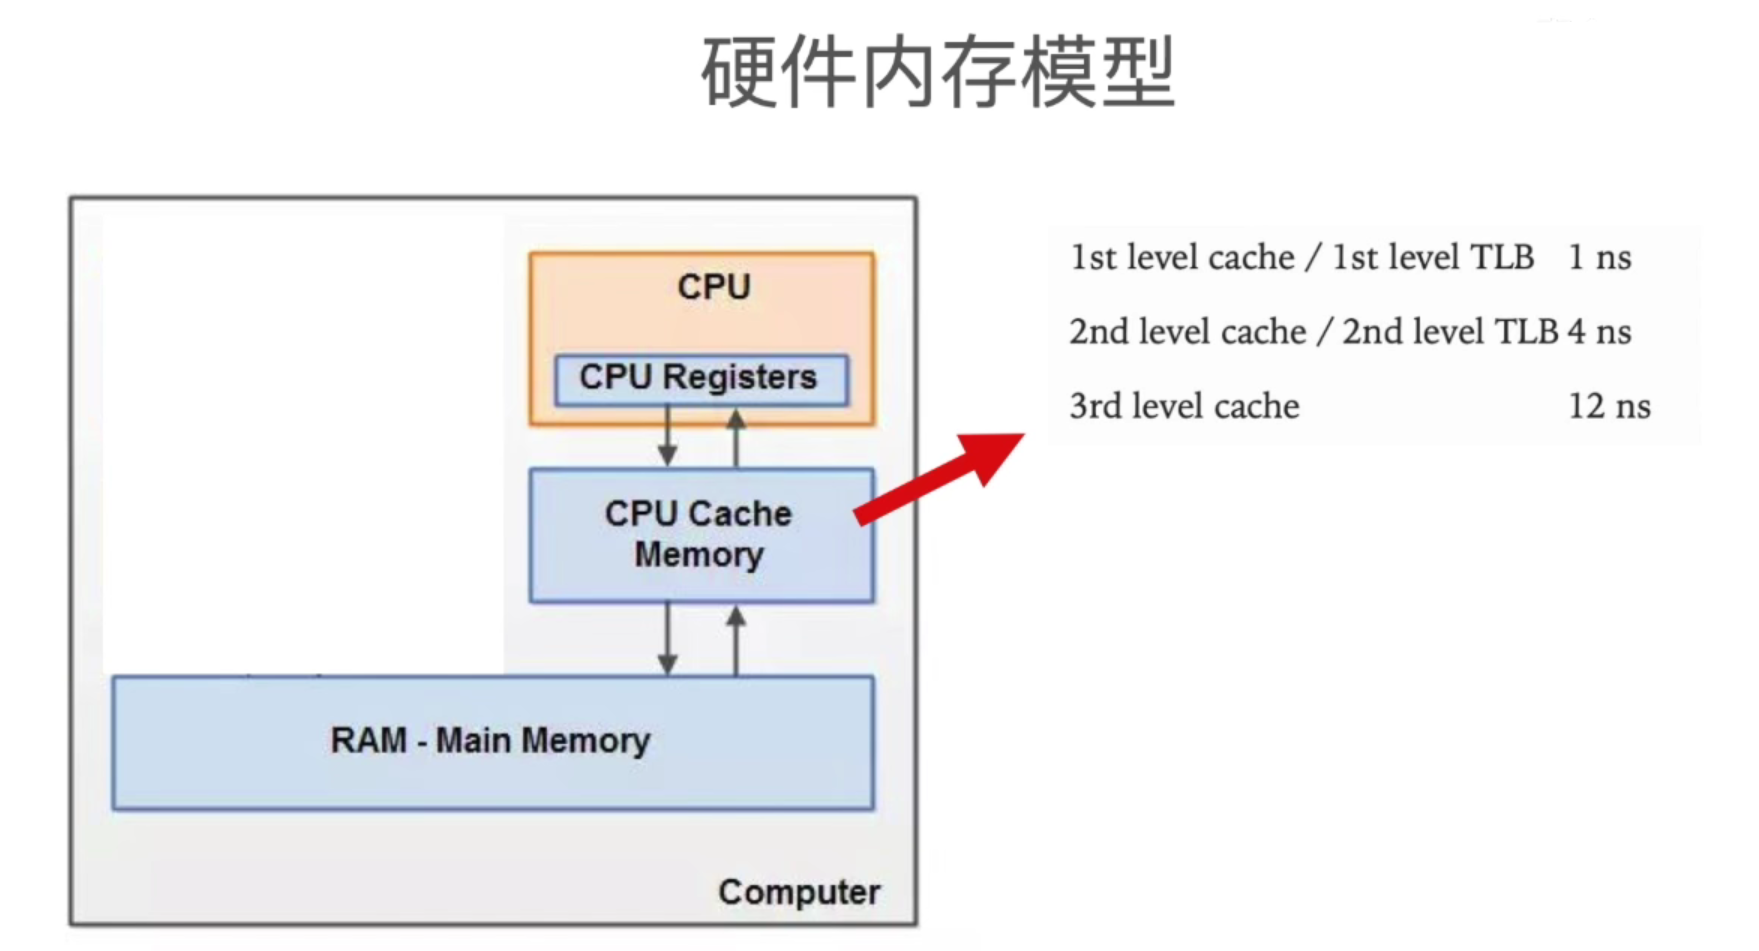 硬件内存模型
CPU
CPU Registers
CPU Cache
Memory
RAM - Main Memory
Computer
1st level cache / 1st level TLB 1 ns
2nd level cache / 2nd level TLB 4 ns
3rd level cache 12 ns